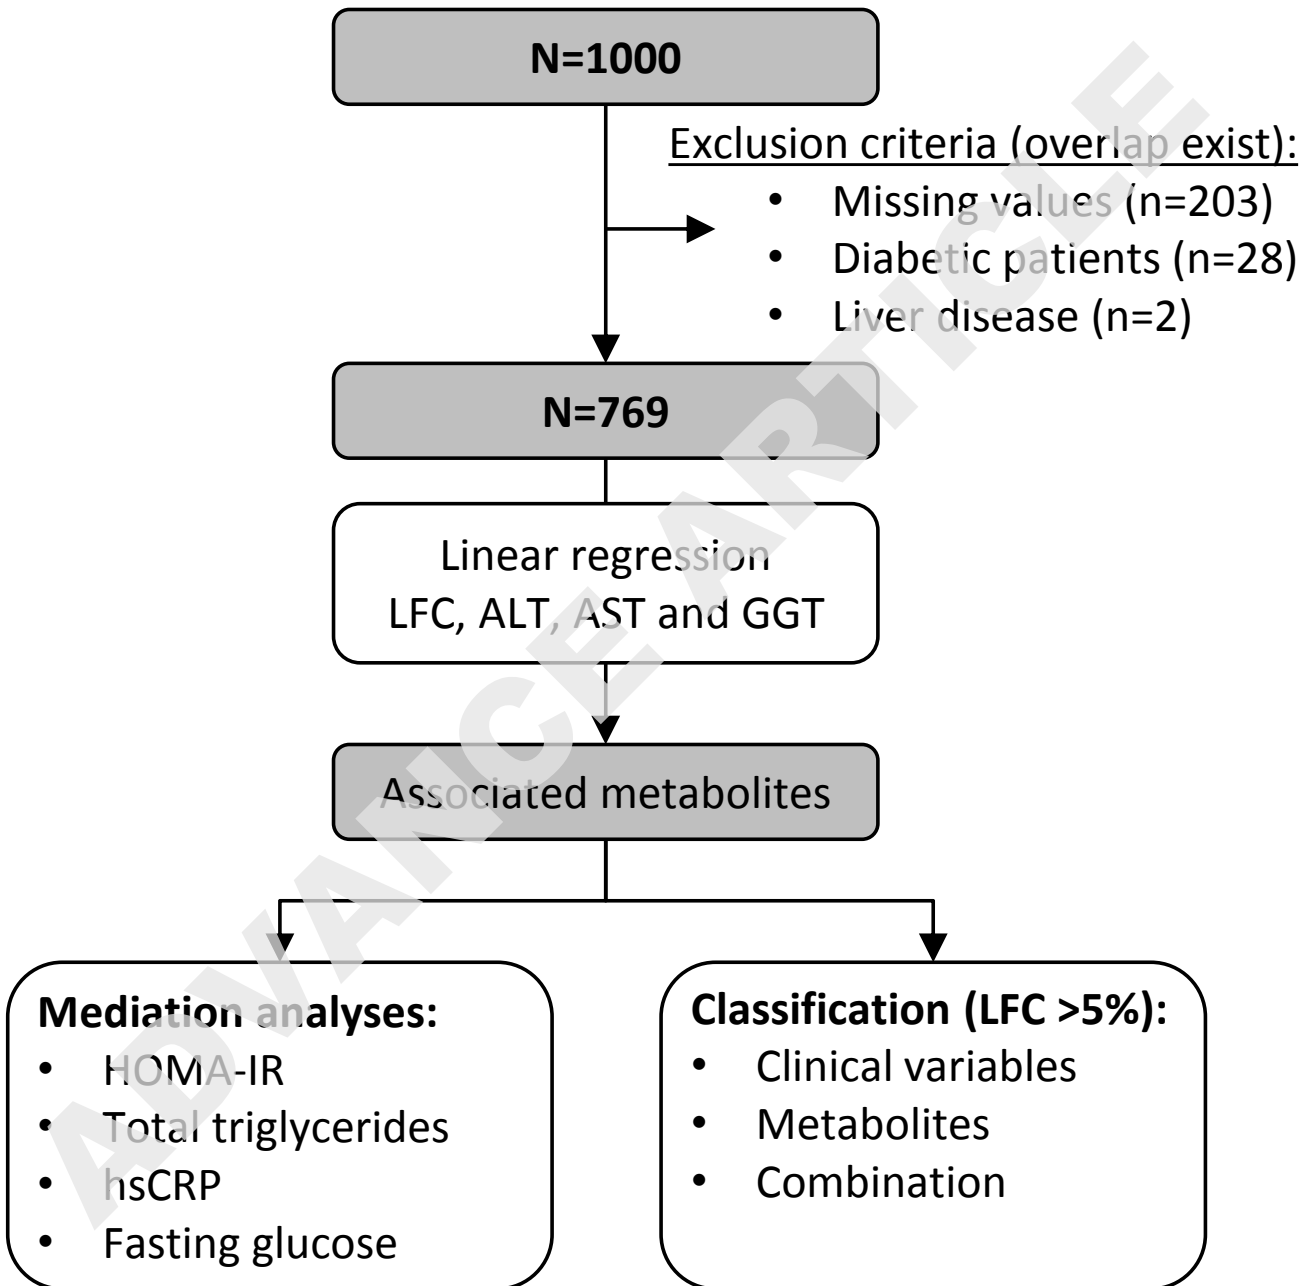 N=1000
Exclusion criteria (overlap exist):
• Missing values (n=203)
• Diabetic patients (n=28)
• Liver disease (n=2)
N=769
Linear regression
LFC, ALT, AST and GGT
Associated metabolites
Mediation analyses:
• HOMA-IR
• Total triglycerides
• hsCRP
• Fasting glucose
Classification (LFC >5%):
• Clinical variables
• Metabolites
• Combination
ADVANCE ARTICLE